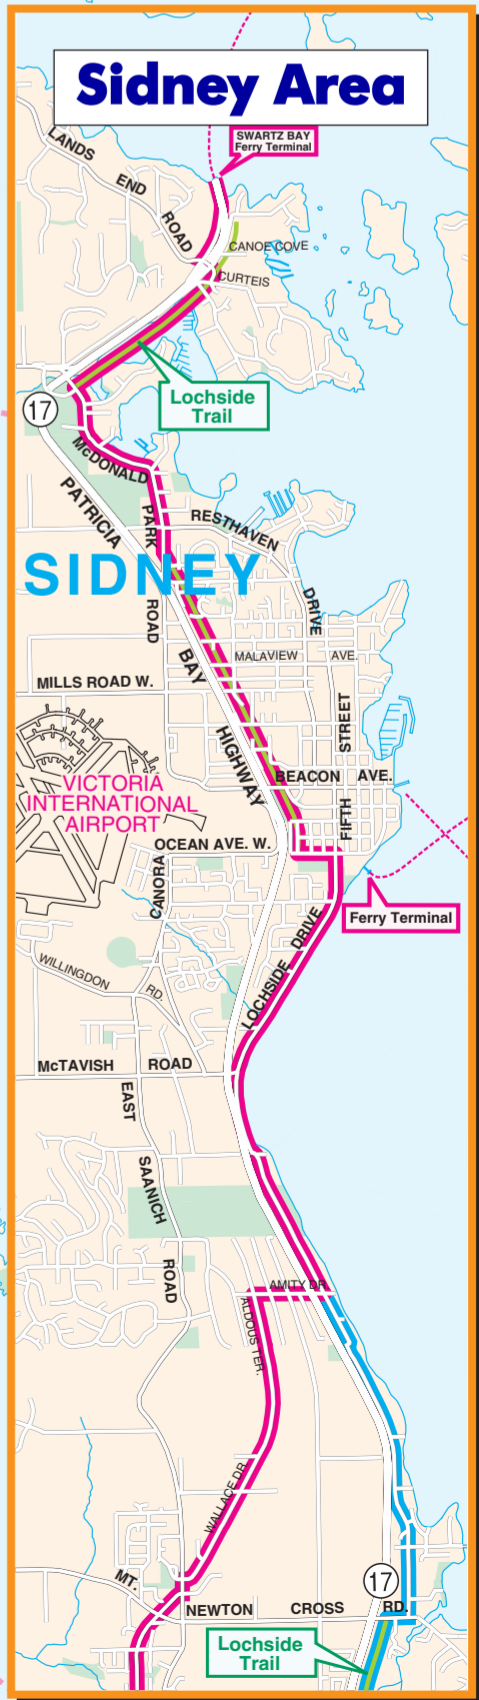 Sidney Area
SWARTZ BAY
Ferry Terminal
LANDS
END
ROAD
CANOE COVE
CURTEIS
Lochside
Trail
17
McDONALD
PARK
ROAD
PATRICIA
BAY
HIGHWAY
RESTHAVEN
DRIVE
SIDNEY
MALAVIEW AVE.
MILLS ROAD W.
STREET
FIFTH
BEACON AVE.
VICTORIA
INTERNATIONAL
AIRPORT
OCEAN AVE. W.
CANORA
Ferry Terminal
LOCHSIDE DRIVE
WILLINGDON
RD.
McTAVISH ROAD
EAST
SAANICH
ROAD
AMITY DR.
ALDOUS TER.
WALLACE DR.
17
MT.
NEWTON CROSS RD.
Lochside
Trail